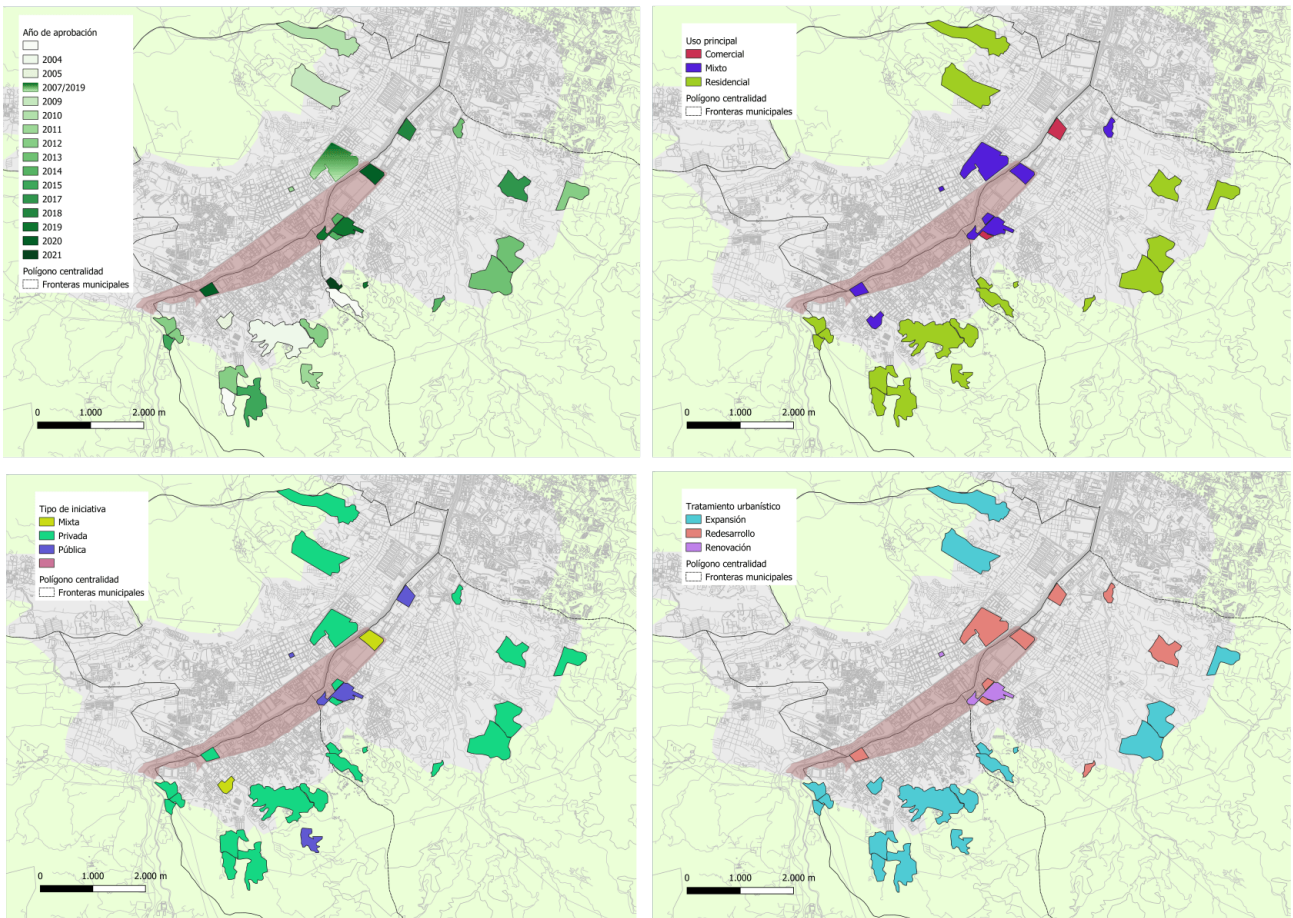 Año de aprobación
2004
2005
2007/2019
2009
2010
2011
2012
2013
2014
2015
2017
2018
2019
2020
2021
Polígono centralidad
Fronteras municipales
0 1.000 2.000 m
Uso principal
Comercial
Mixto
Residencial
Polígono centralidad
Fronteras municipales
0 1.000 2.000 m
Tipo de iniciativa
Mixta
Privada
Pública
Polígono centralidad
Fronteras municipales
0 1.000 2.000 m
Tratamiento urbanístico
Expansión
Redesarrollo
Renovación
Polígono centralidad
Fronteras municipales
0 1.000 2.000 m